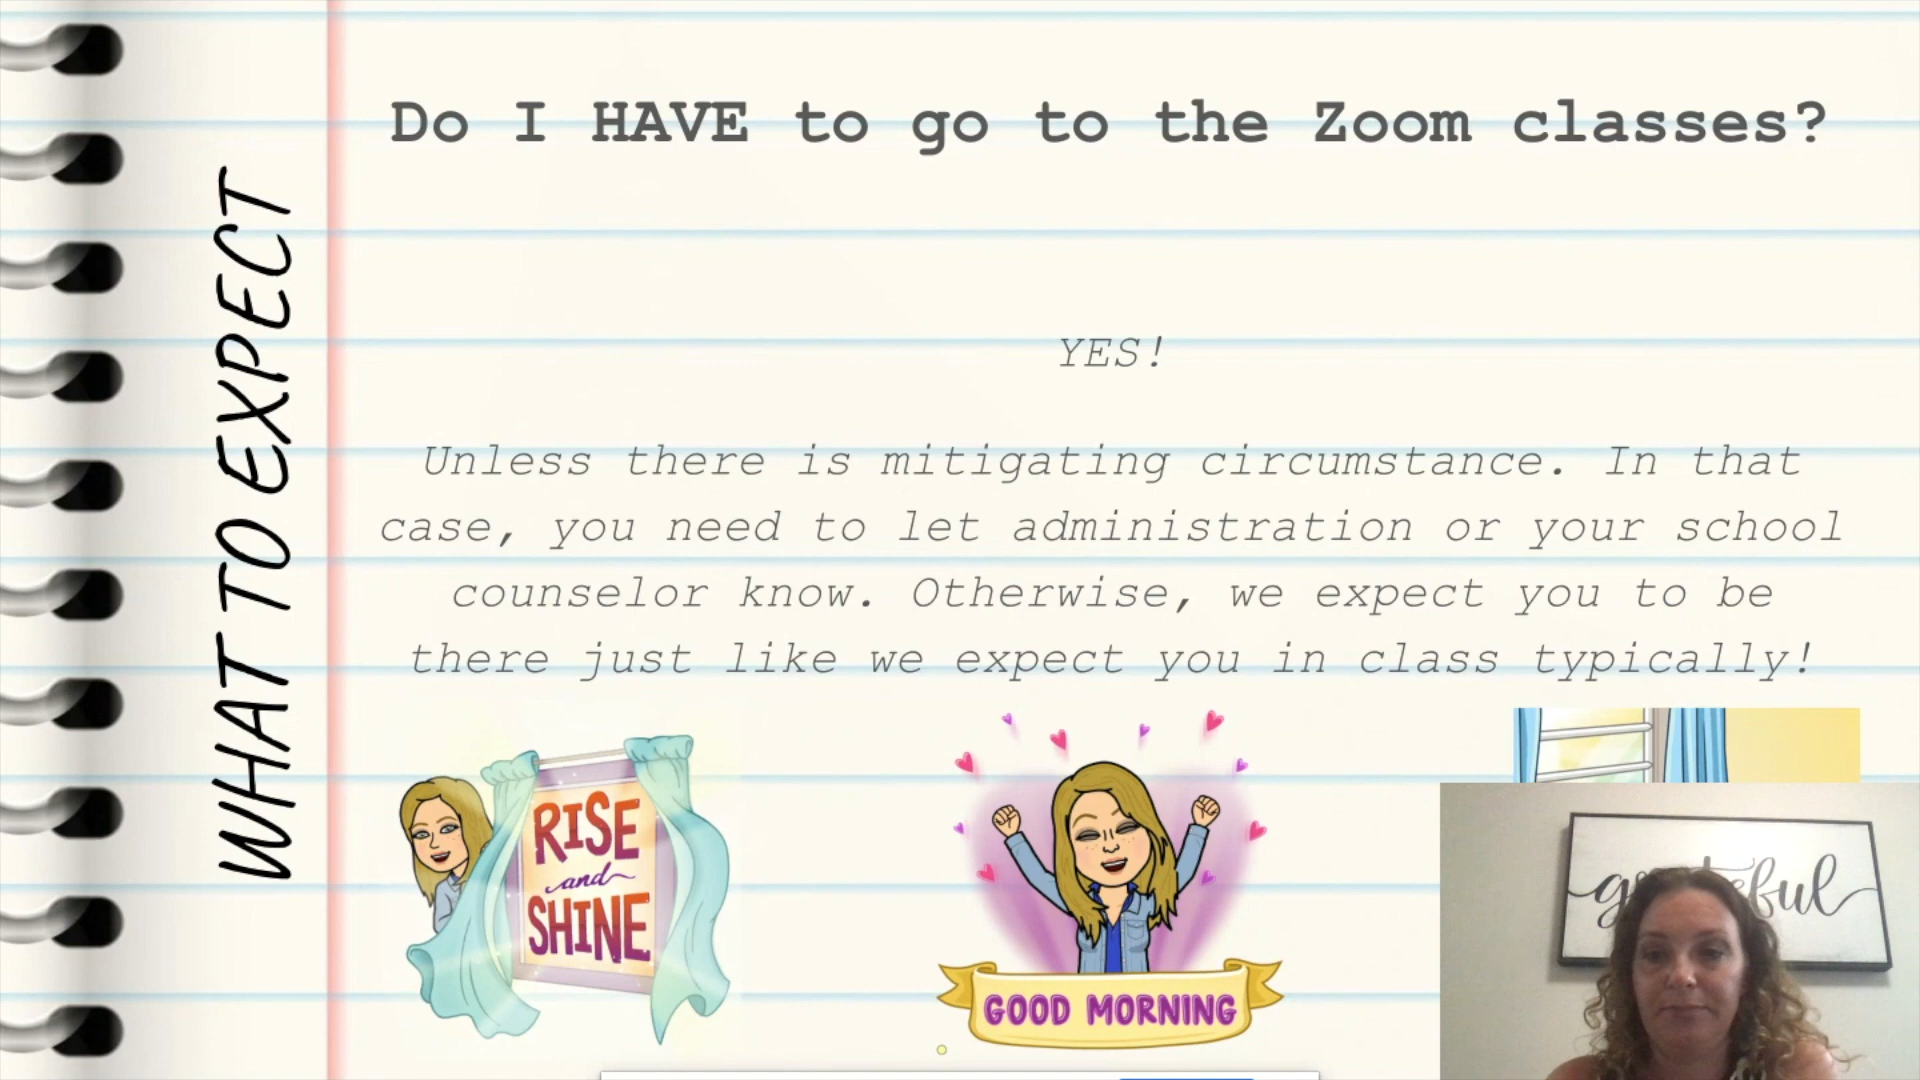 Do I HAVE to go to the Zoom classes?
WHAT TO EXPECT
YES!
Unless there is mitigating circumstance. In that
case, you need to let administration or your school
counselor know. Otherwise, we expect you to be
there just like we expect you in class typically!
RISE
and
SHINE
GOOD MORNING
grateful